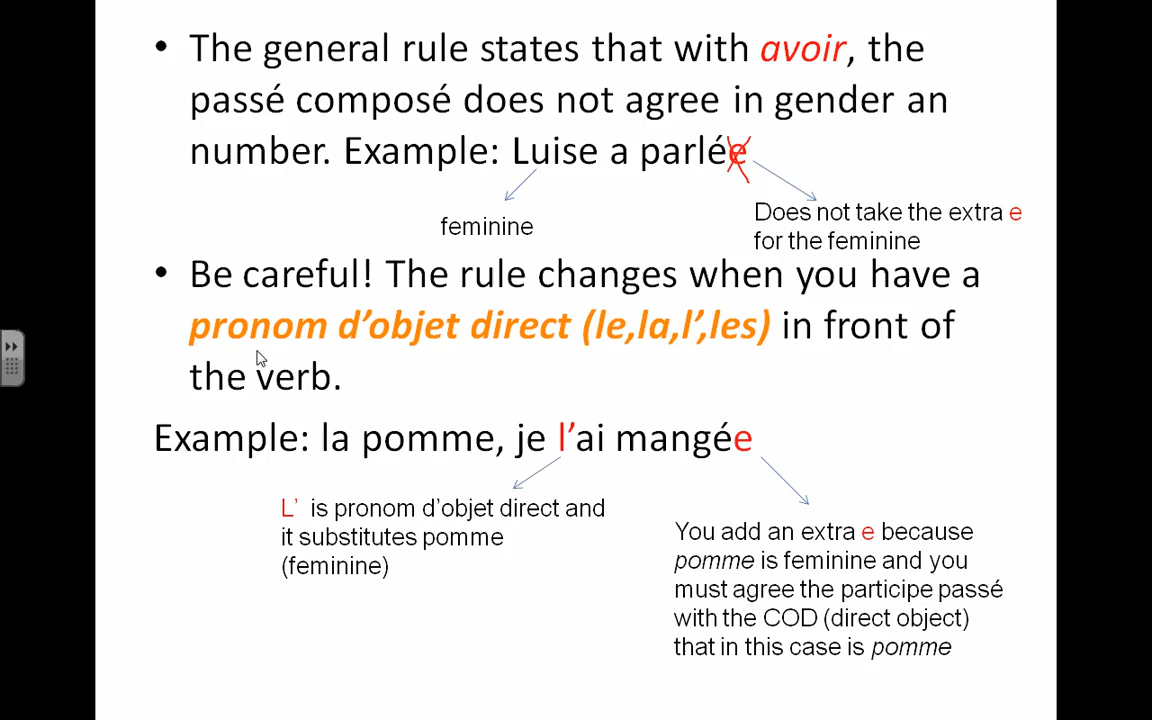 • The general rule states that with avoir, the
passé composé does not agree in gender an
number. Example: Luise a parlée
feminine
Does not take the extra e
for the feminine
• Be careful! The rule changes when you have a
pronom d’objet direct (le,la,l’,les) in front of
the verb.
Example: la pomme, je l’ai mangée
L’ is pronom d’objet direct and
it substitutes pomme
(feminine)
You add an extra e because
pomme is feminine and you
must agree the participe passé
with the COD (direct object)
that in this case is pomme